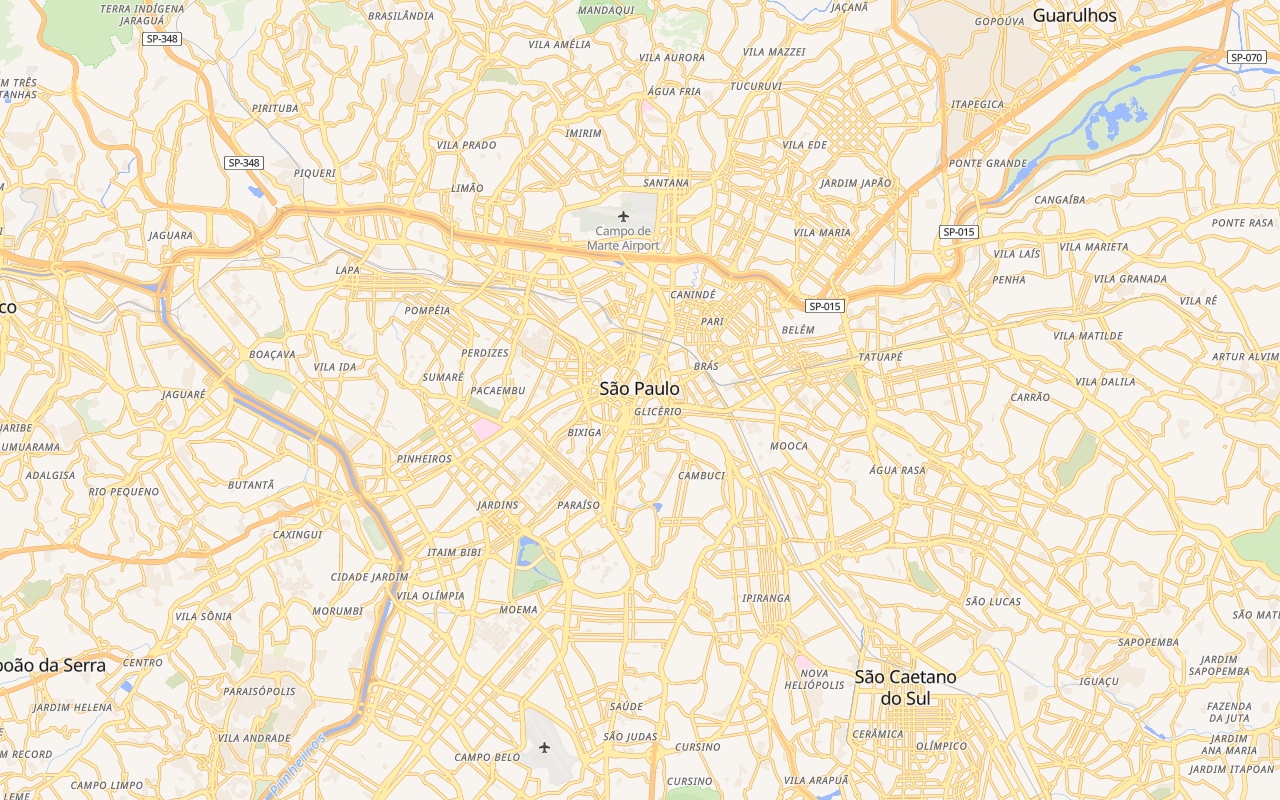 TERRA INDÍGENA
JARAGUÁ
BRASILÂNDIA
MANDAQUI
JAÇANÃ
GOPOÚVA
Guarulhos
SP-348
VILA AMÉLIA
VILA AURORA
VILA MAZZEI
SP-070
TUCURUVI
ÁGUA FRIA
PIRITUBA
ITAPEGICA
IMIRIM
VILA PRADO
VILA EDE
SP-348
PONTE GRANDE
PIQUERI
LIMÃO
SANTANA
JARDIM JAPÃO
CANGAÍBA
Campo de
Marte Airport
PONTE RASA
JAGUARA
VILA MARIA
SP-015
VILA MARIETA
VILA LAÍS
LAPA
PENHA
VILA GRANADA
CANINDÉ
VILA RÉ
SP-015
POMPÉIA
PARI
BELÉM
VILA MATILDE
BOAÇAVA
PERDIZES
TATUAPÉ
ARTUR ALVIM
VILA IDA
BRÁS
SUMARÉ
VILA DALILA
São Paulo
PACAEMBU
JAGUARÉ
CARRÃO
GLICÉRIO
BIXIGA
UMUARAMA
MOOCA
PINHEIROS
ADALGISA
ÁGUA RASA
CAMBUCI
BUTANTÃ
RIO PEQUENO
JARDINS
PARAÍSO
CAXINGUI
ITAIM BIBI
CIDADE JARDIM
VILA OLÍMPIA
IPIRANGA
SÃO LUCAS
MORUMBI
MOEMA
VILA SÔNIA
SÃO MATE
SAPOPEMBA
CENTRO
oão da Serra
JARDIM
SAPOPEMBA
NOVA
HELIÓPOLIS
São Caetano
do Sul
IGUAÇU
PARAISÓPOLIS
JARDIM HELENA
SAÚDE
FAZENDA
DA JUTA
VILA ANDRADE
SÃO JUDAS
CERÂMICA
OLÍMPICO
CURSINO
JARDIM
ANA MARIA
M RECORD
CAMPO BELO
JARDIM ITAPOAN
Pinheiros
CAMPO LIMPO
CURSINO
VILA ARAPUÃ
LEME